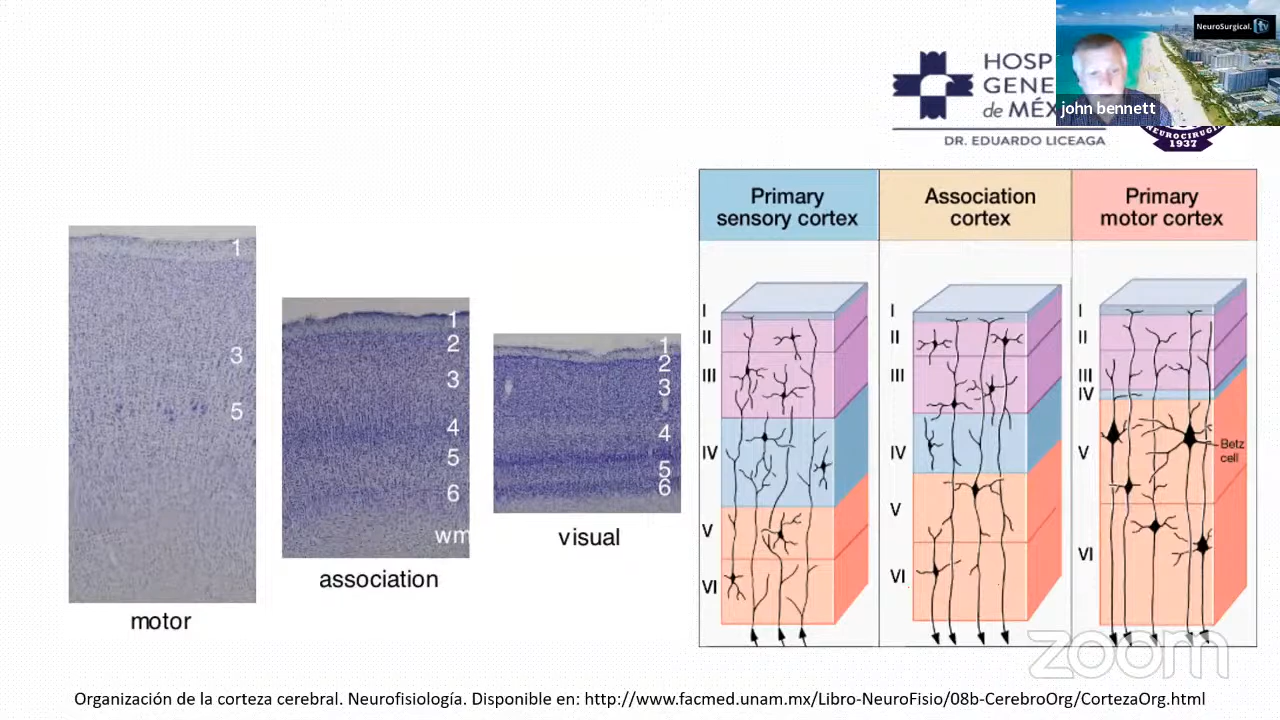 NeuroSurgical.tv
john bennett
HOSP
GENE
de MÉX
DR. EDUARDO LICEAGA
NEUROCIRUGÍ
1937
1
3
5
motor
1
2
3
4
5
6
wm
association
1
2
3
4
5
6
visual
Primary
sensory cortex
Association
cortex
Primary
motor cortex
I
II
III
IV
V
VI
I
II
III
IV
V
VI
I
II
III
IV
V
VI
Betz
cell
zoom
Organización de la corteza cerebral. Neurofisiología. Disponible en: http://www.facmed.unam.mx/Libro-NeuroFisio/08b-CerebroOrg/CortezaOrg.html